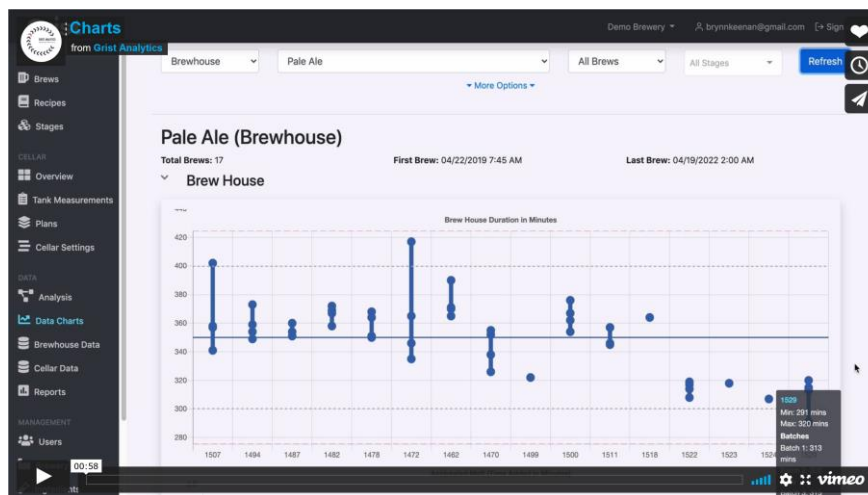 Charts
from Grist Analytics
Demo Brewery
brynnkeenan@gmail.com
Sign
Brews
Recipes
Stages
CELLAR
Overview
Tank Measurements
Plans
Cellar Settings
DATA
Analysis
Data Charts
Brewhouse Data
Cellar Data
Reports
MANAGEMENT
Users
Brewhouse
Pale Ale
All Brews
All Stages
Refresh
More Options
Pale Ale (Brewhouse)
Total Brews: 17
First Brew: 04/22/2019 7:45 AM
Last Brew: 04/19/2022 2:00 AM
Brew House
Brew House Duration in Minutes
420
400
380
360
340
320
300
280
1507 1494 1487 1482 1478 1472 1462 1470 1499 1500 1511 1518 1522 1523 1524
1529
Min: 291 mins
Max: 320 mins
Batches
Batch 1: 313
mins
00:58
vimeo